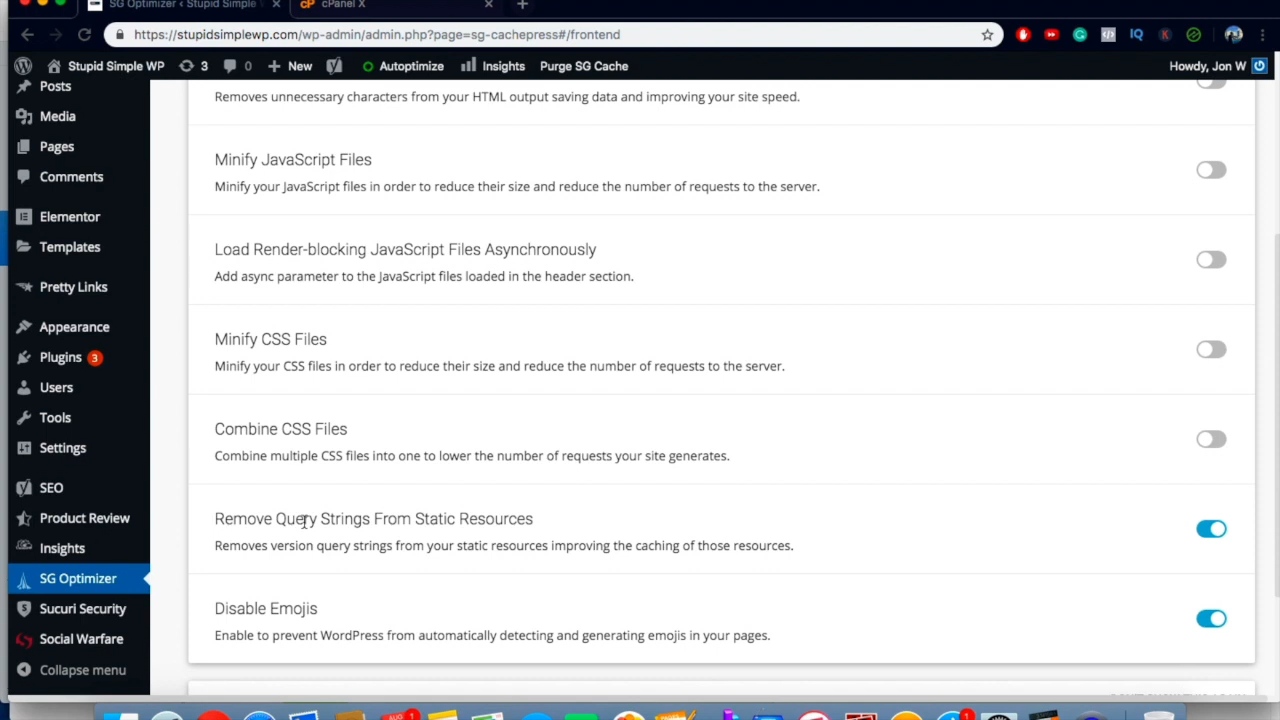 SG Optimizer ‹ Stupid Simple
cPanel X
https://stupidsimplewp.com/wp-admin/admin.php?page=sg-cachepress#/frontend
Stupid Simple WP 3 0 New Autoptimize Insights Purge SG Cache Howdy, Jon W
Posts
Media
Pages
Comments
Elementor
Templates
Pretty Links
Appearance
Plugins 3
Users
Tools
Settings
SEO
Product Review
Insights
SG Optimizer
Sucuri Security
Social Warfare
Collapse menu
Removes unnecessary characters from your HTML output saving data and improving your site speed.
Minify JavaScript Files
Minify your JavaScript files in order to reduce their size and reduce the number of requests to the server.
Load Render-blocking JavaScript Files Asynchronously
Add async parameter to the JavaScript files loaded in the header section.
Minify CSS Files
Minify your CSS files in order to reduce their size and reduce the number of requests to the server.
Combine CSS Files
Combine multiple CSS files into one to lower the number of requests your site generates.
Remove Query Strings From Static Resources
Removes version query strings from your static resources improving the caching of those resources.
Disable Emojis
Enable to prevent WordPress from automatically detecting and generating emojis in your pages.
AUG 1
1